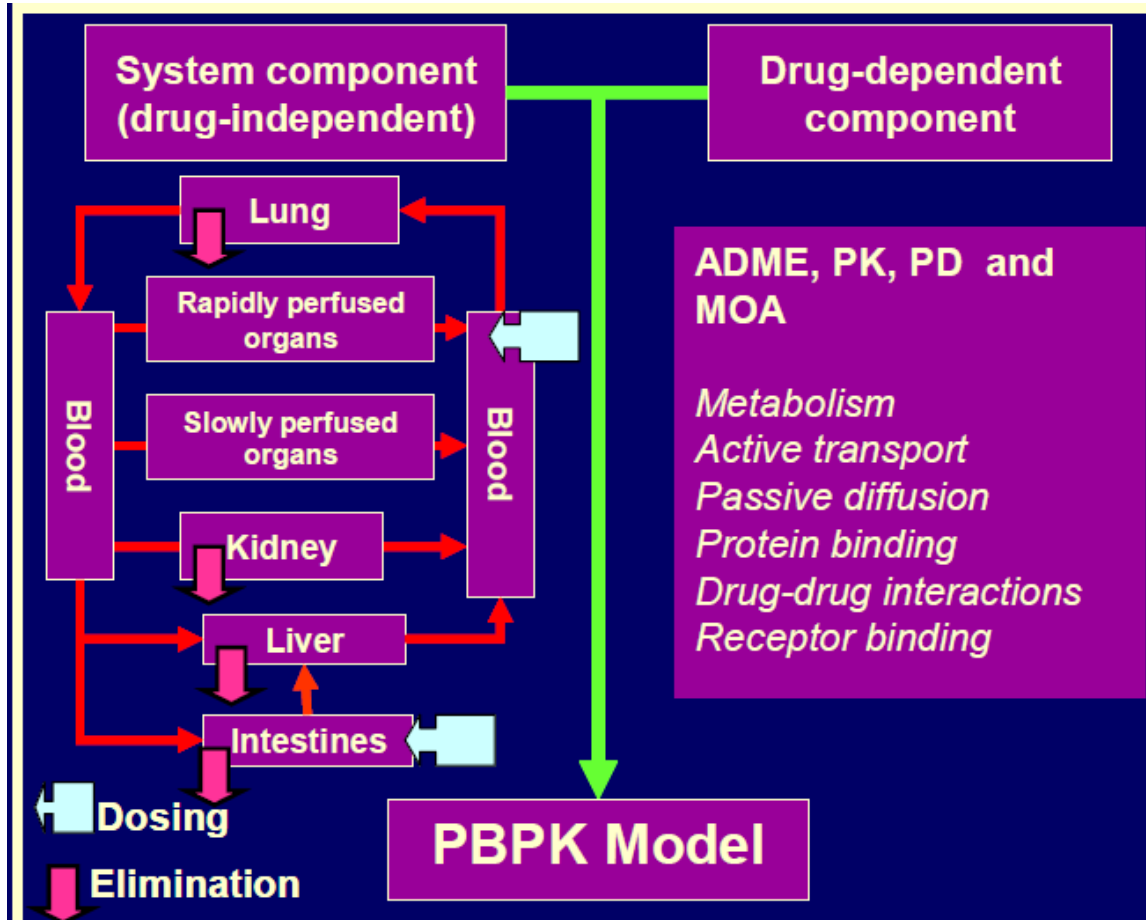 System component
(drug-independent)
Drug-dependent
component
Lung
Rapidly perfused
organs
Blood
Blood
Slowly perfused
organs
Kidney
Liver
Intestines
Dosing
Elimination
ADME, PK, PD and
MOA
Metabolism
Active transport
Passive diffusion
Protein binding
Drug-drug interactions
Receptor binding
PBPK Model